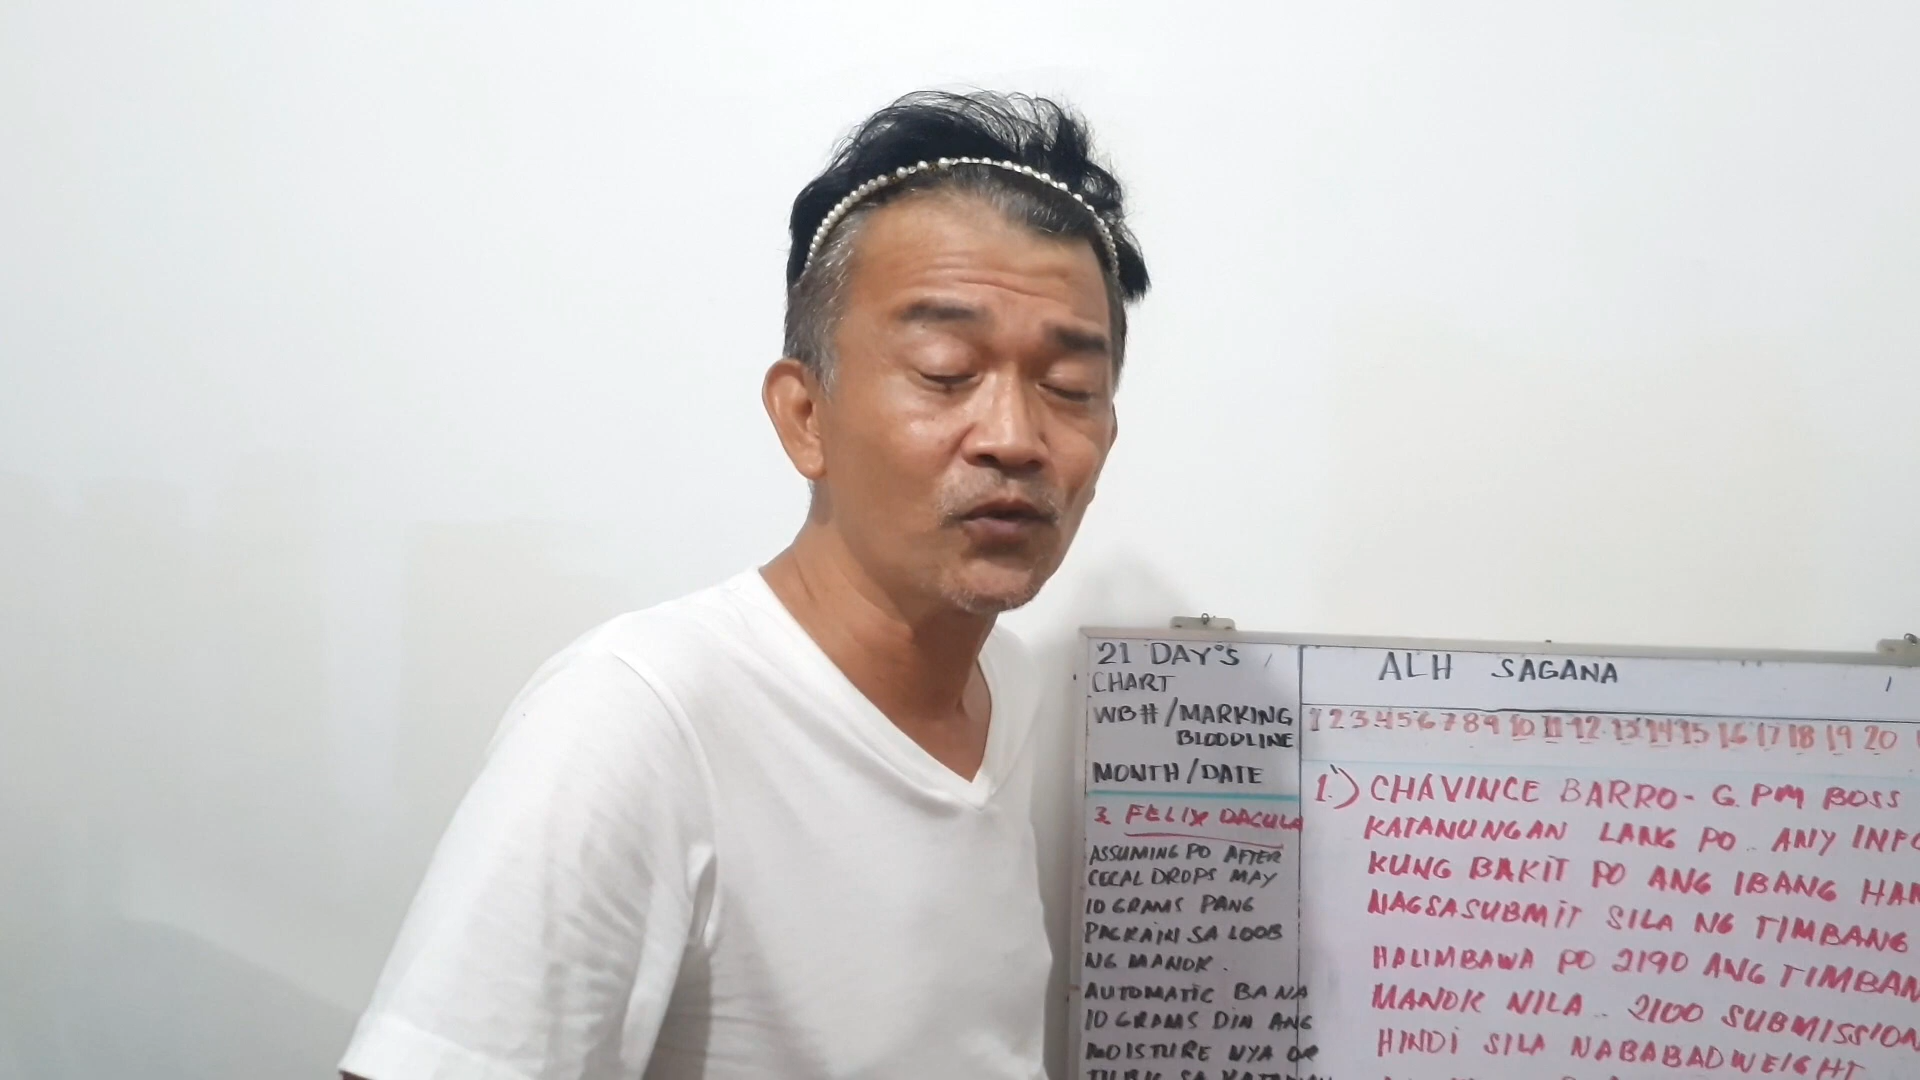 21 DAY'S
CHART
WB#/MARKING
BLOODLINE
MONTH/DATE
3. FELIX DACULA
ASSUMING PO AFTER
CECAL DROPS MAY
10 GRAMS PANG
PAGKAIN SA LOOB
NG MANOK.
AUTOMATIC BA NA
10 GRAMS DIN ANG
MOISTURE NYA OR
ALH SAGANA
1 2 3 4 5 6 7 8 9 10 11 12 13 14 15 16 17 18 19 20
1.) CHAVINCE BARRO - G. PM BOSS
KATANUNGAN LANG PO.. ANY INFO
KUNG BAKIT PO ANG IBANG HAN
NAGSASUBMIT SILA NG TIMBANG
HALIMBAWA PO 2190 ANG TIMBAN
MANOK NILA.. 2100 SUBMISSION
HINDI SILA NABABADWEIGHT